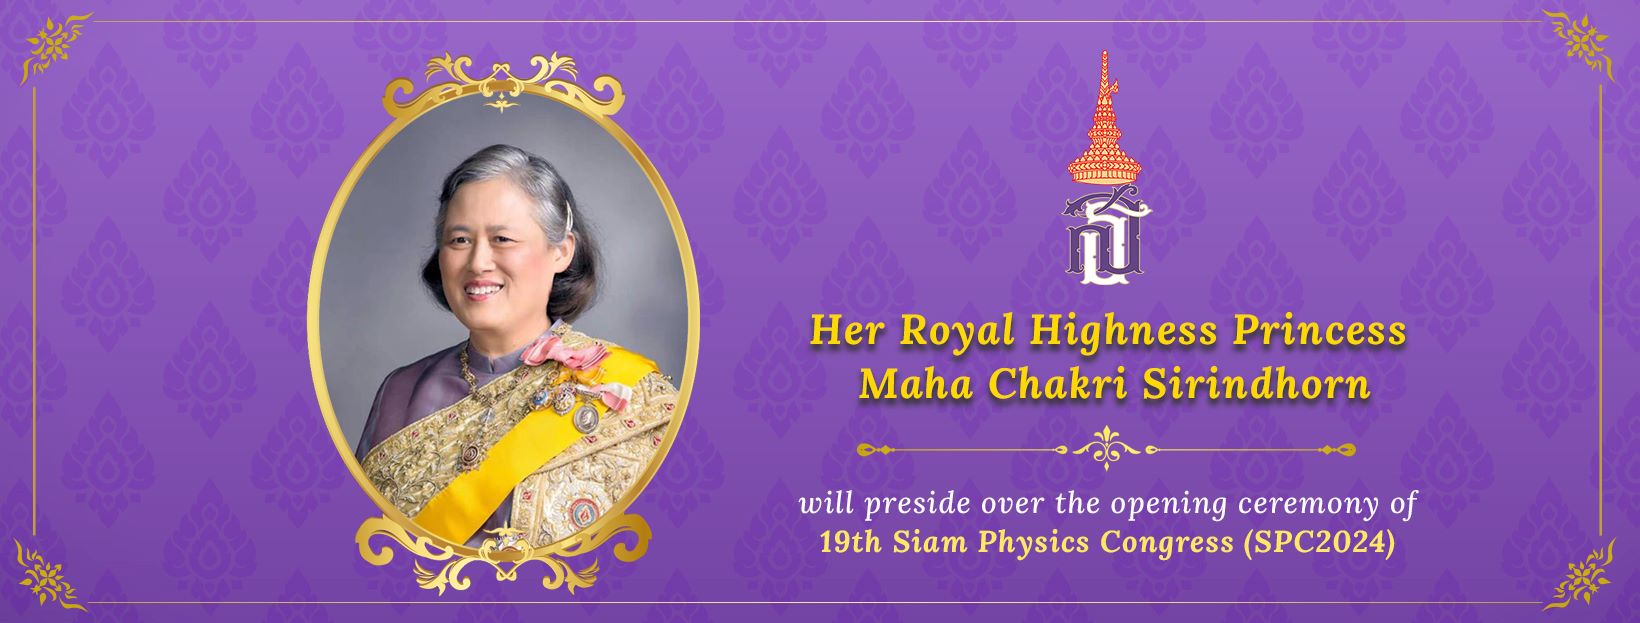 Her Royal Highness Princess
Maha Chakri Sirindhorn
will preside over the opening ceremony of
19th Siam Physics Congress (SPC2024)